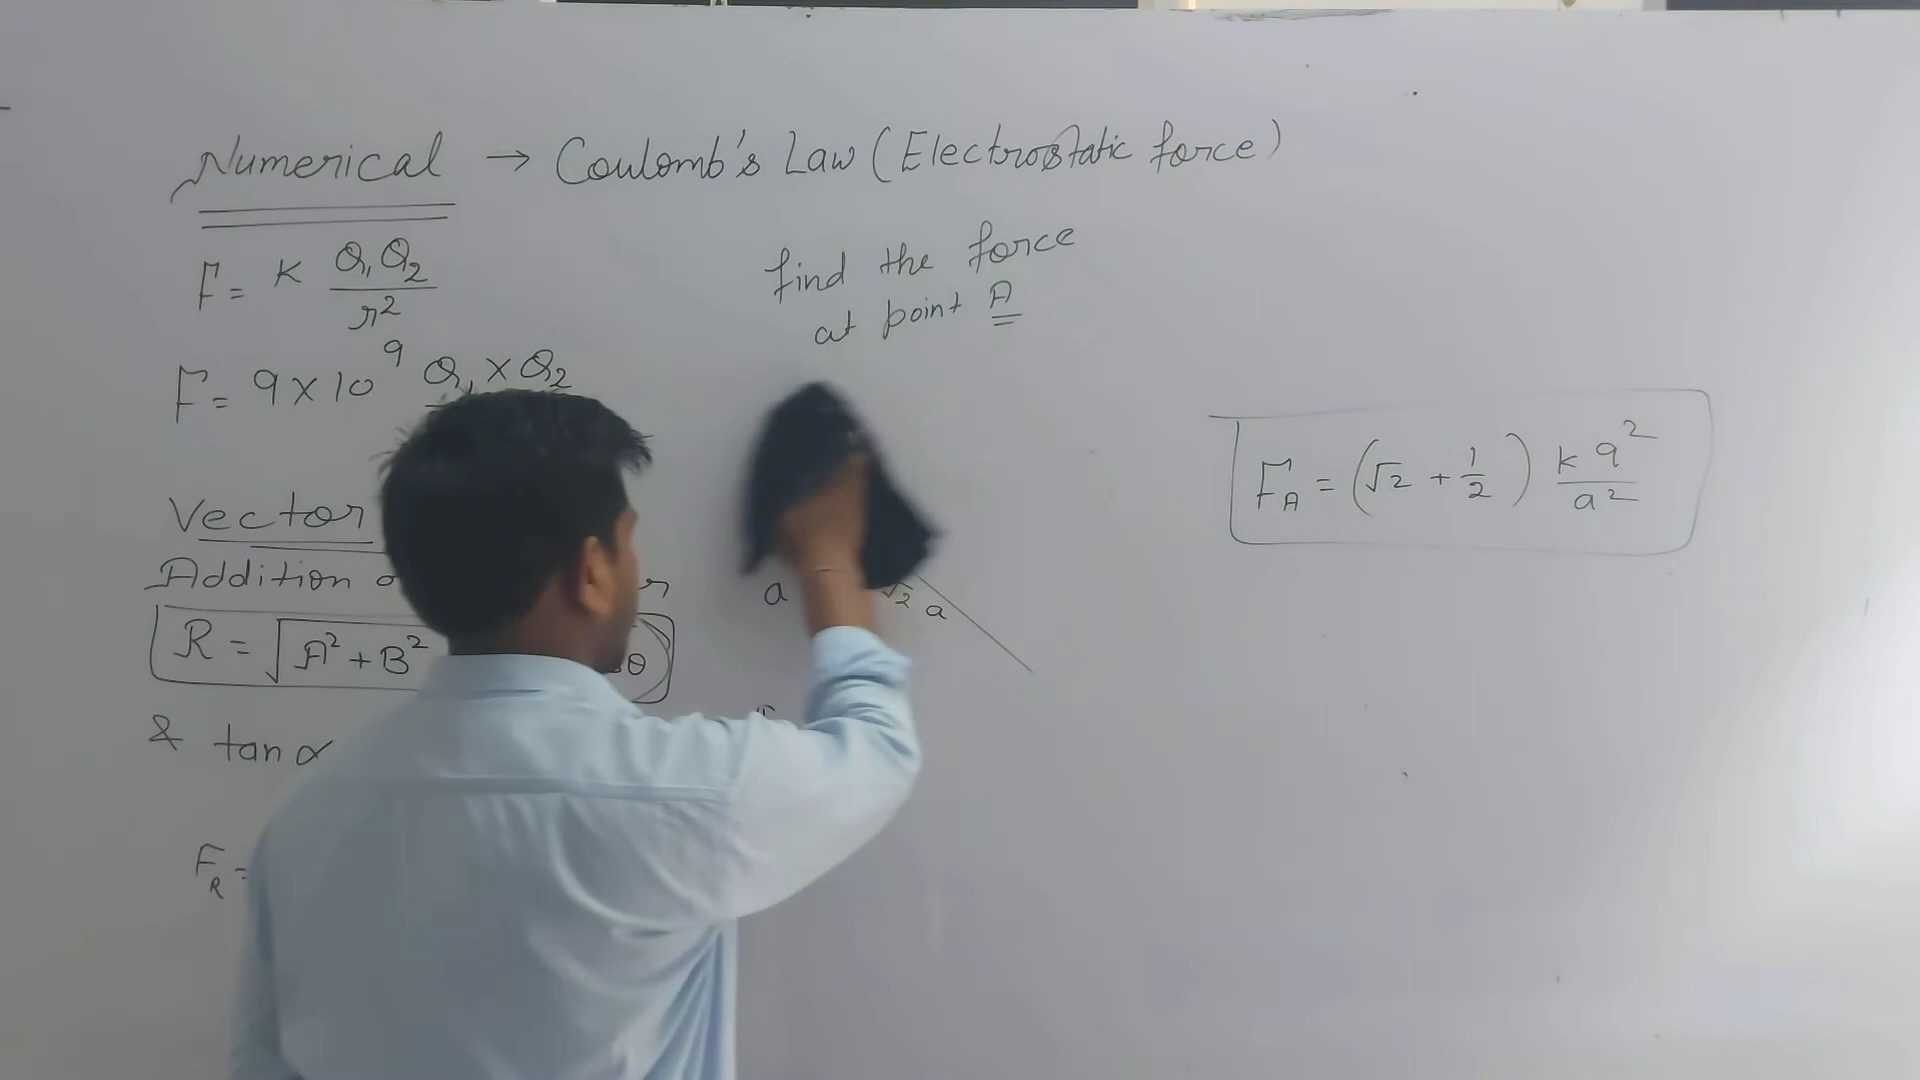 Numerical → Coulomb's Law (Electrostatic force)
F = K Q₁Q₂ / r²
F = 9 × 10⁹ Q₁ × Q₂
find the force
at point A
F_A = (√2 + 1/2) k q² / a²
Vector
Addition
R = √A² + B² θ
& tan α
F_R =
a
√2 a